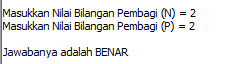 Masukkan Nilai Bilangan Pembagi (N) = 2
Masukkan Nilai Bilangan Pembagi (P) = 2
Jawabanya adalah BENAR